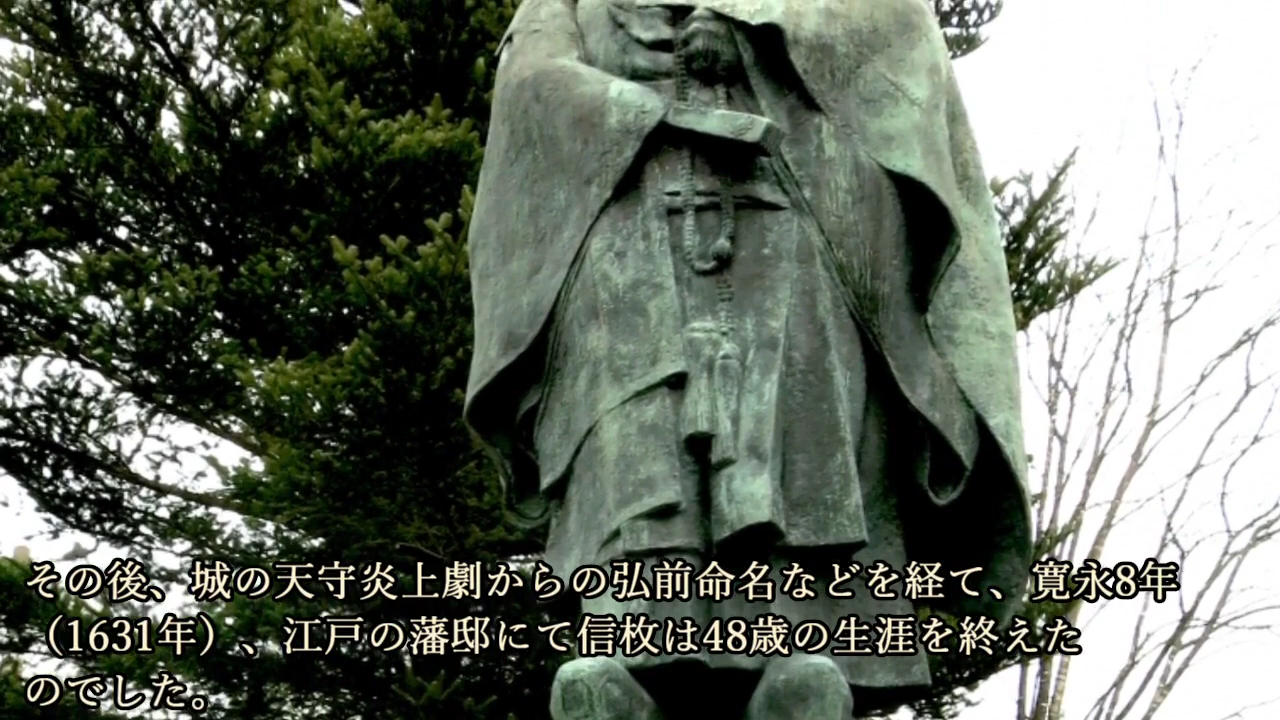 その後、城の天守炎上劇からの弘前命名などを経て、寛永8年
（1631年）、江戸の藩邸にて信枚は48歳の生涯を終えた
のでした。